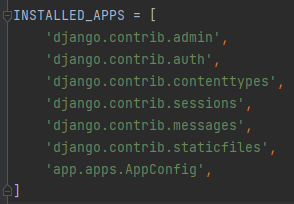 INSTALLED_APPS = [
    'django.contrib.admin',
    'django.contrib.auth',
    'django.contrib.contenttypes',
    'django.contrib.sessions',
    'django.contrib.messages',
    'django.contrib.staticfiles',
    'app.apps.AppConfig',
]